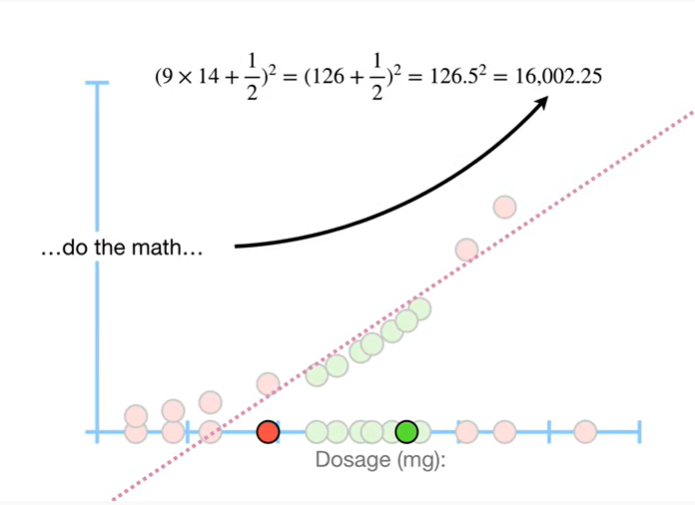 (9 × 14 + 1/2)² = (126 + 1/2)² = 126.5² = 16,002.25
…do the math…
Dosage (mg):